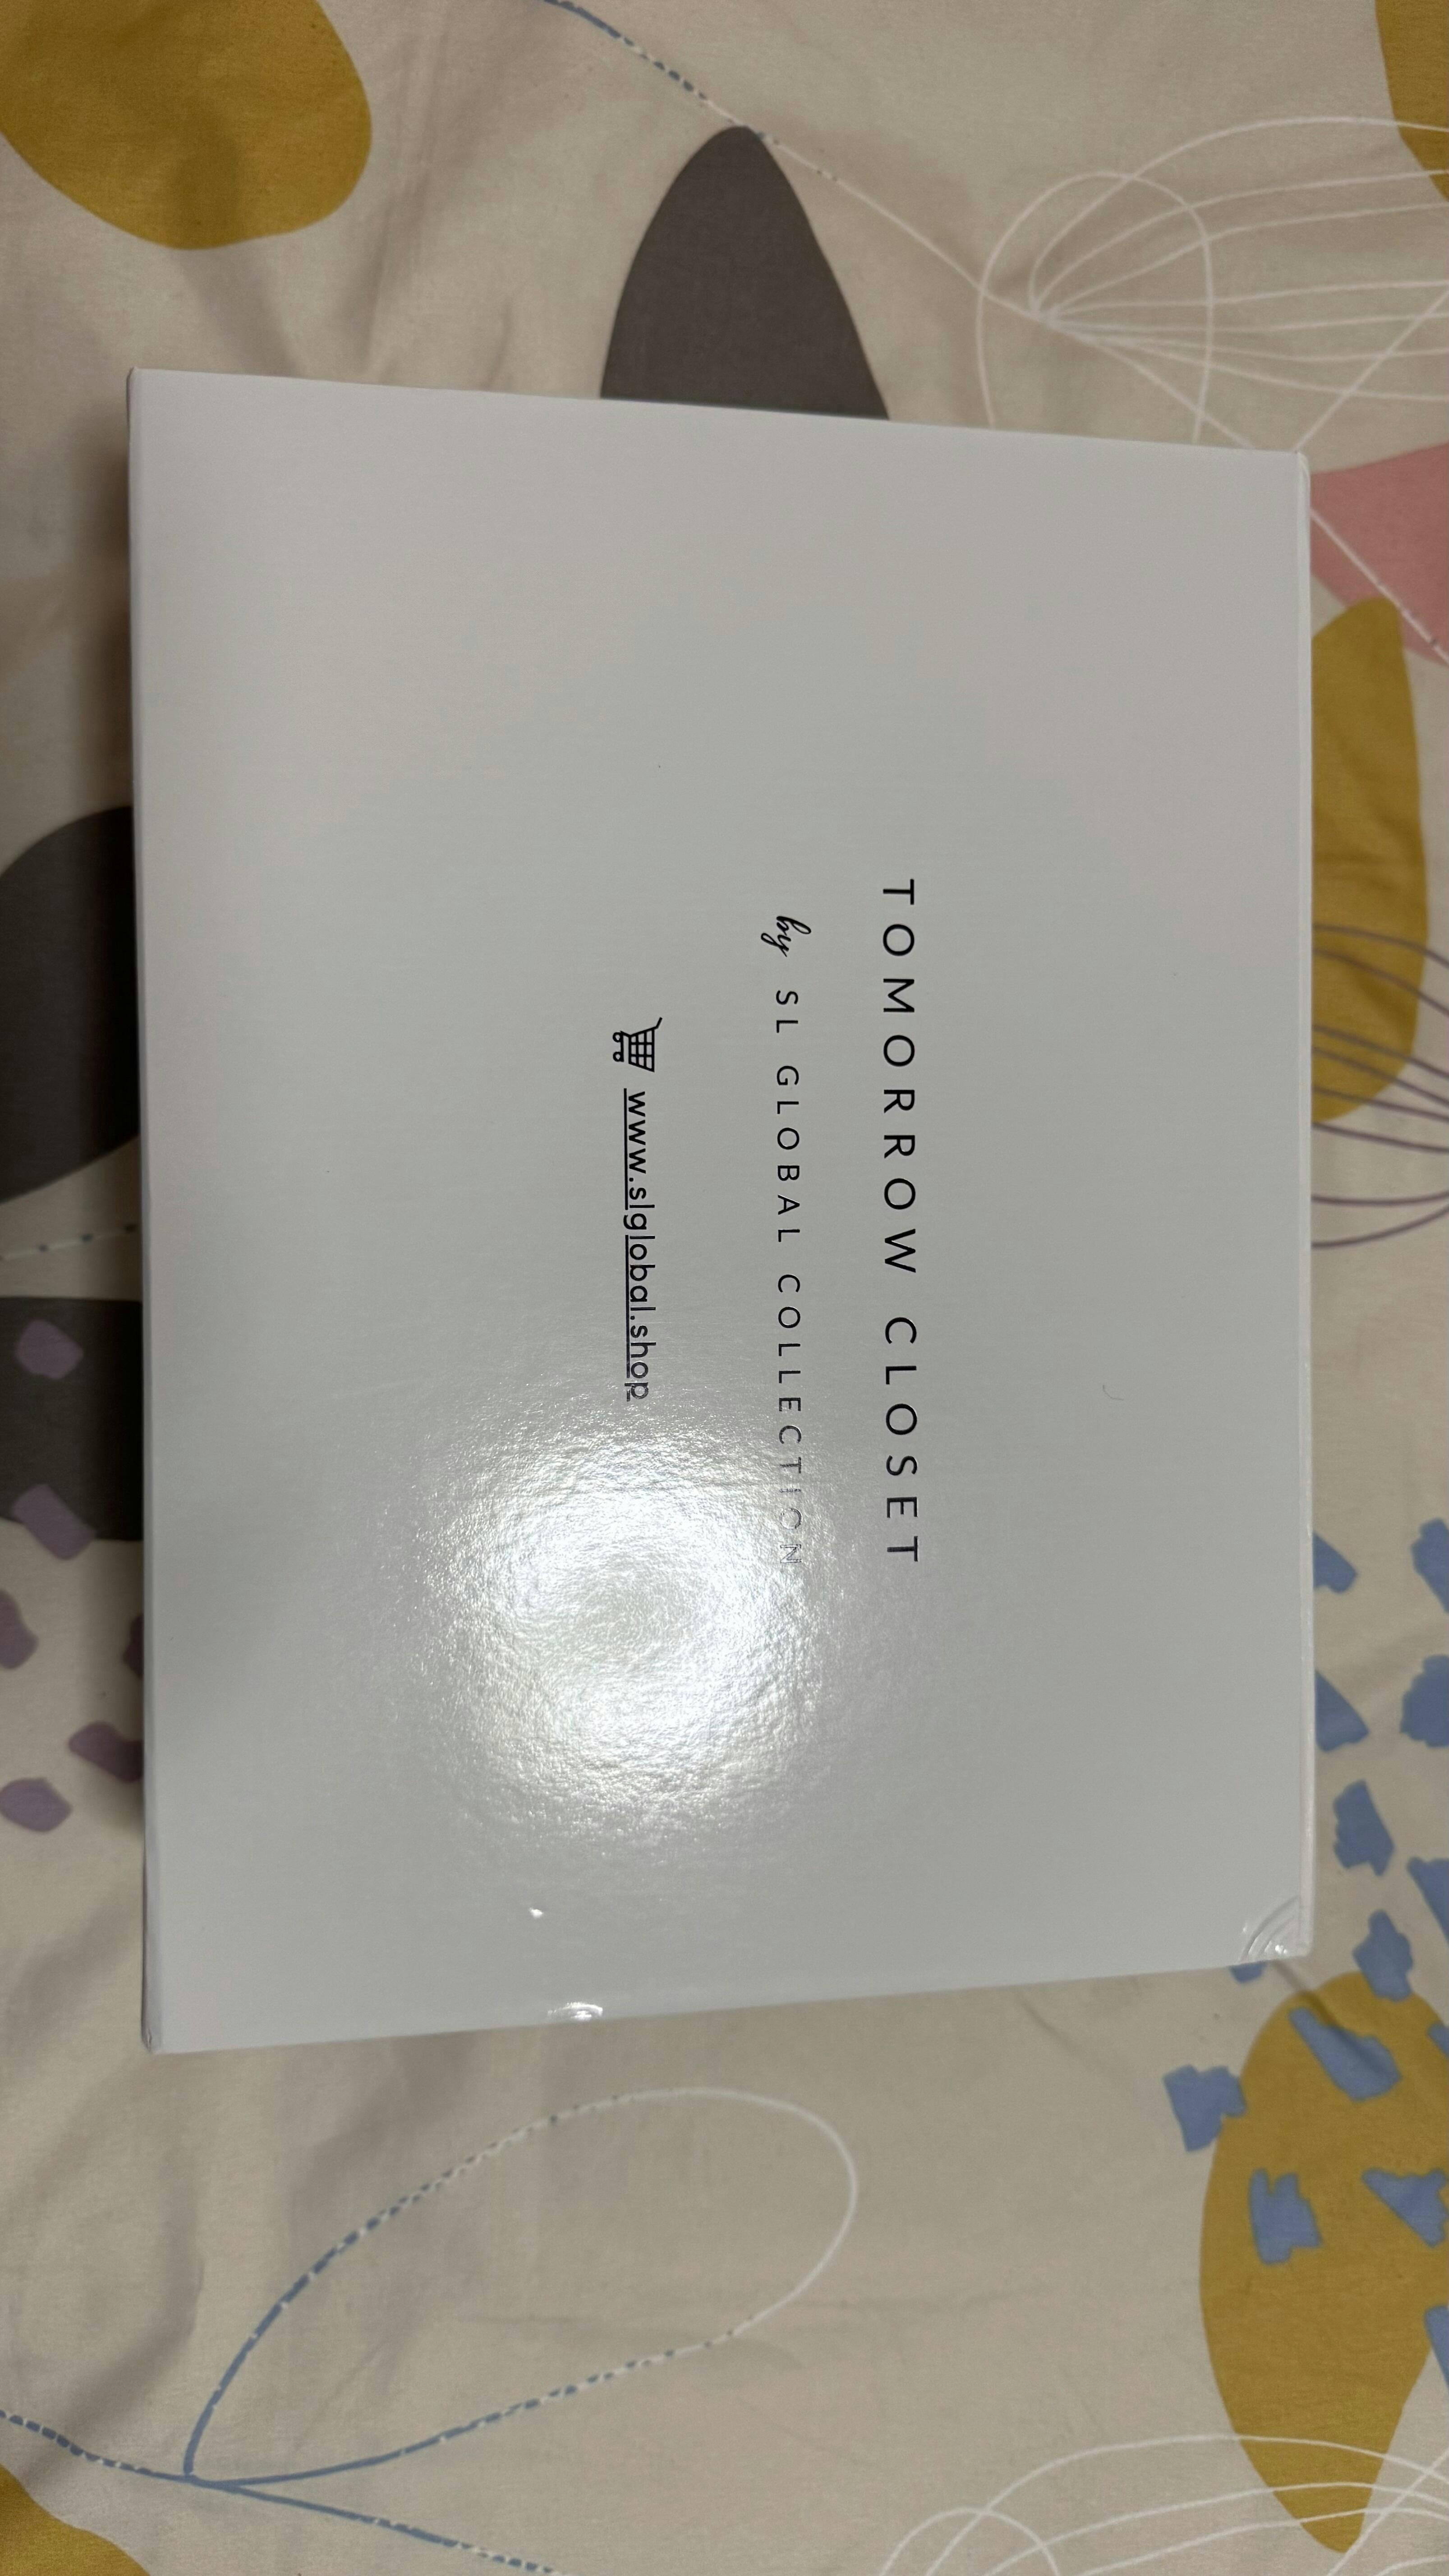 TOMORROW CLOSET
by SL GLOBAL COLLECTION
www.slglobal.shop